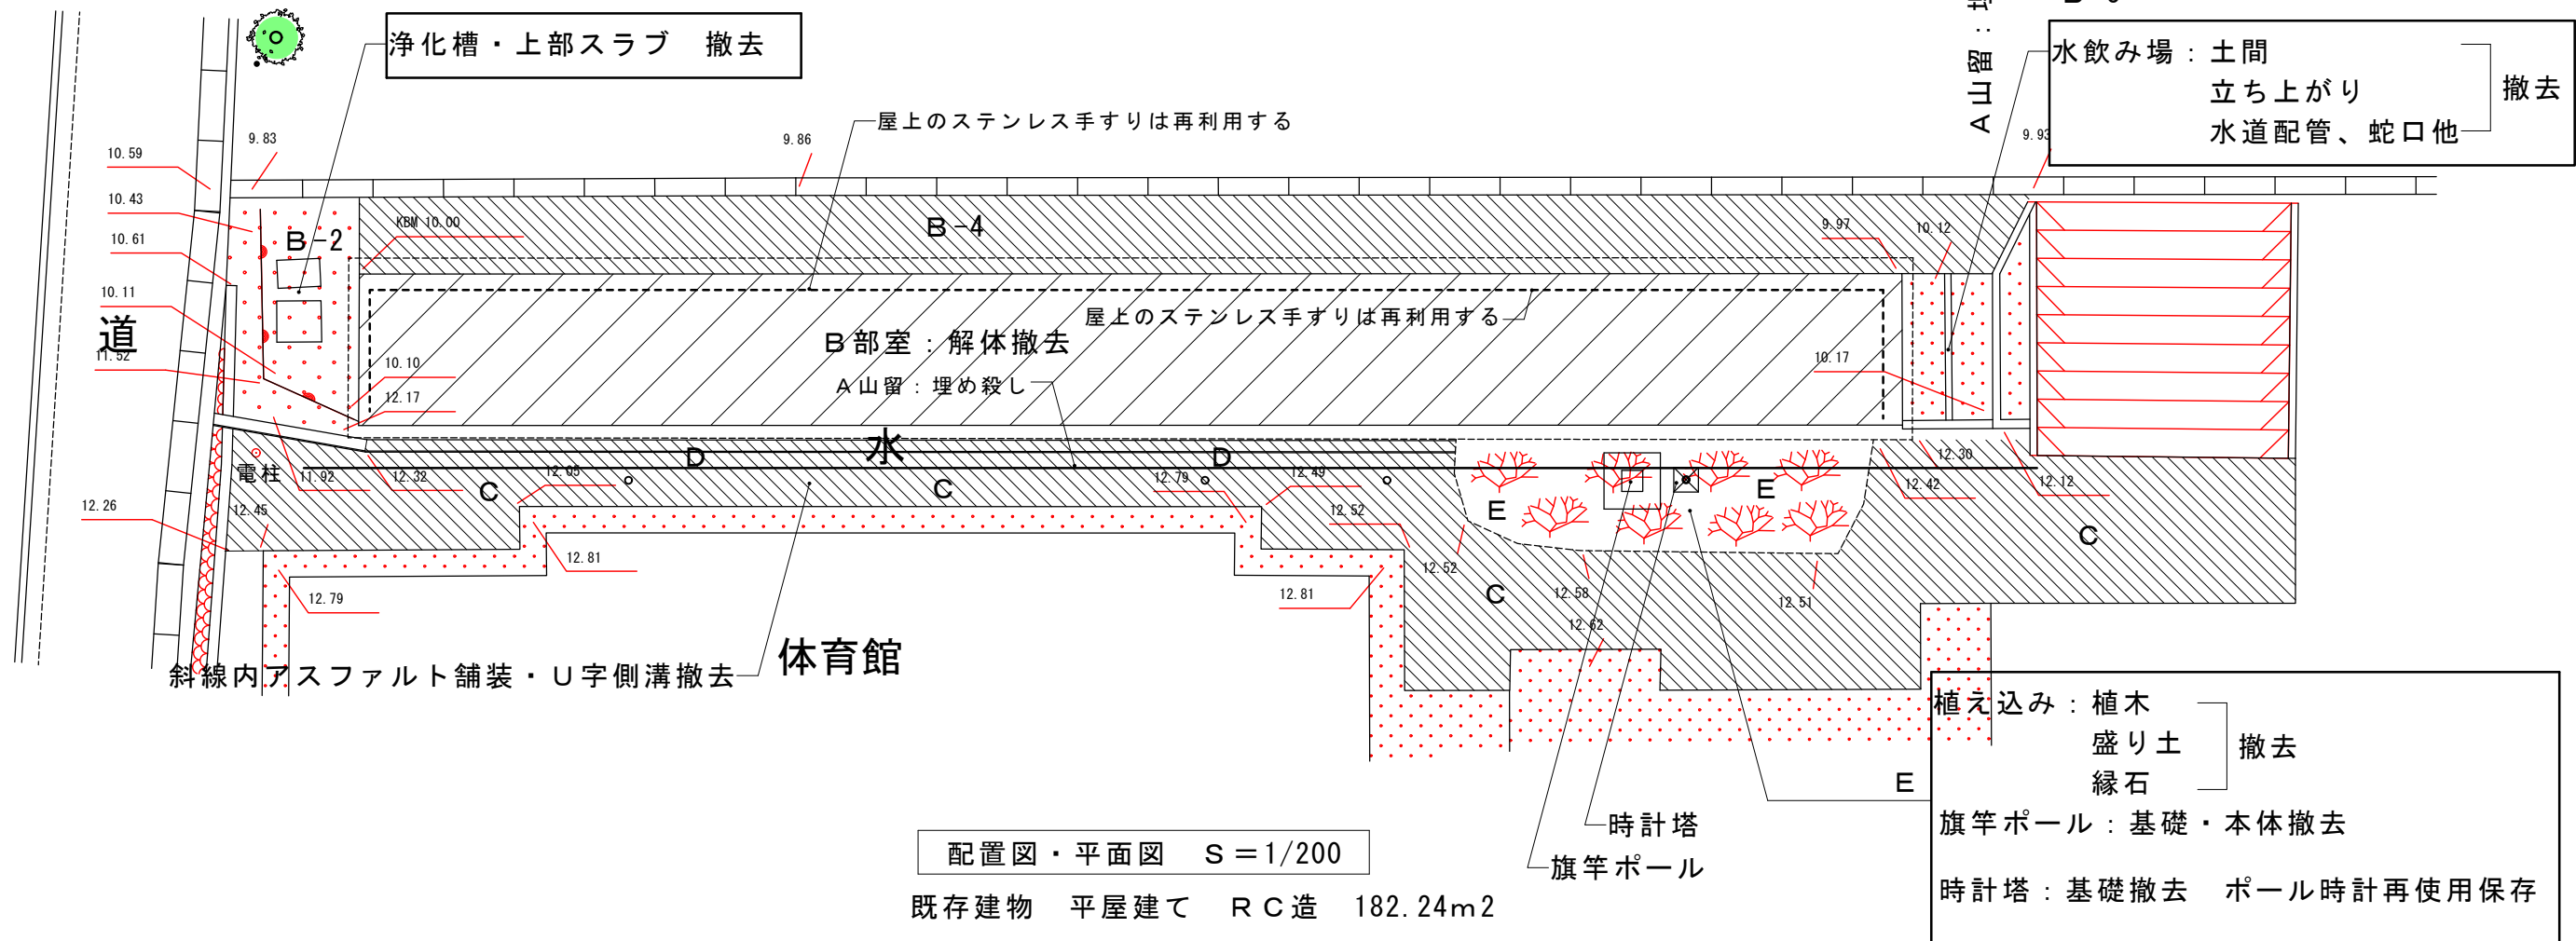 浄化槽・上部スラブ　撤去
水飲み場：土間
立ち上がり
水道配管、蛇口他
撤去
A山留：
屋上のステンレス手すりは再利用する
9.83
9.86
9.93
10.59
10.43
10.61
10.11
道
11.52
B-2
KBM 10.00
B-4
9.97
10.12
屋上のステンレス手すりは再利用する
B部室：解体撤去
A山留：埋め殺し
10.10
12.17
10.17
水
D
D
電柱
11.92
12.32
C
12.05
C
12.79
12.49
12.52
E
E
12.42
12.30
12.12
12.26
12.45
12.81
12.79
12.81
12.52
12.58
12.51
12.62
C
C
斜線内アスファルト舗装・U字側溝撤去
体育館
時計塔
旗竿ポール
E
植え込み：植木
盛り土
縁石
撤去
旗竿ポール：基礎・本体撤去
時計塔：基礎撤去　ポール時計再使用保存
配置図・平面図　S＝1/200
既存建物　平屋建て　RC造　182.24m2